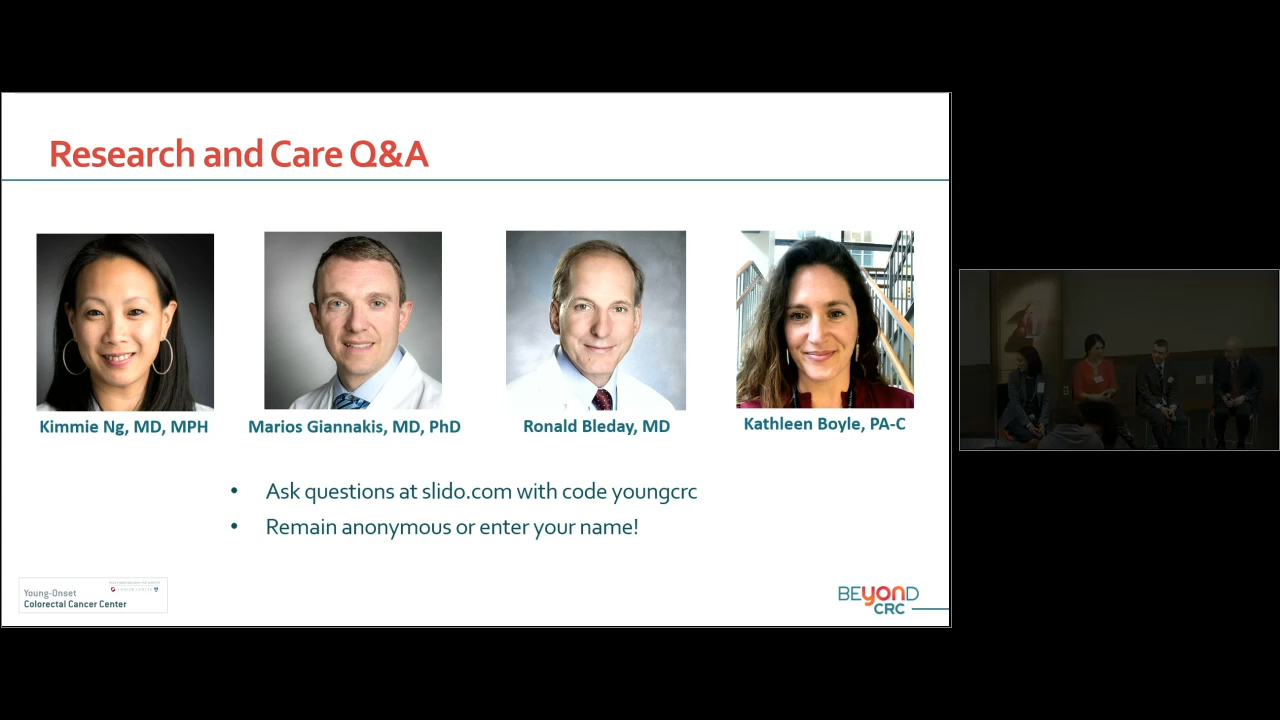 Research and Care Q&A
Kimmie Ng, MD, MPH
Marios Giannakis, MD, PhD
Ronald Bleday, MD
Kathleen Boyle, PA-C
• Ask questions at slido.com with code youngcrc
• Remain anonymous or enter your name!
Young-Onset
Colorectal Cancer Center
BEYOND
CRC